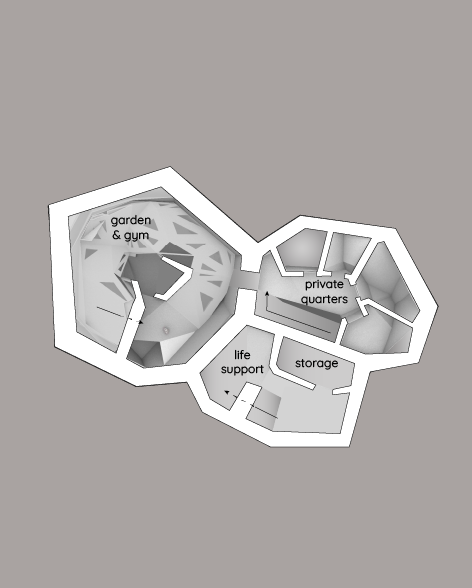 garden
& gym
private
quarters
life
support
storage